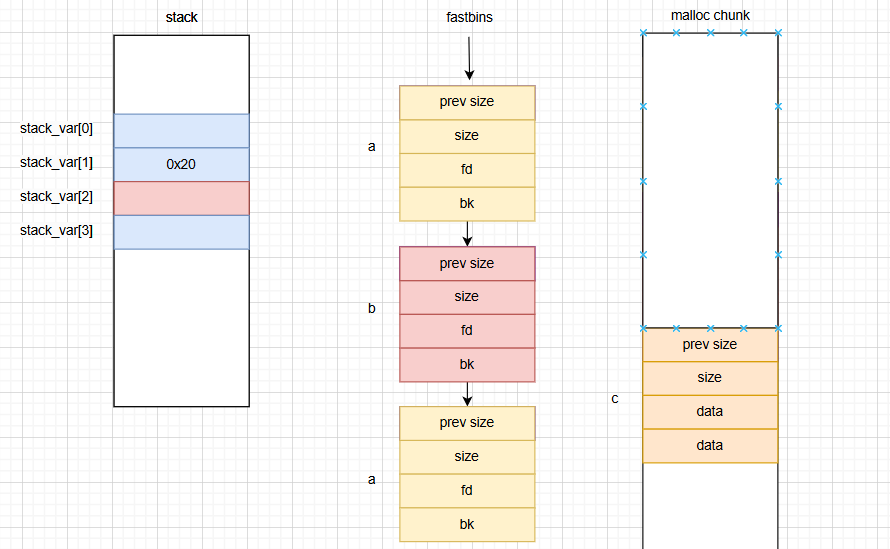 stack
fastbins
malloc chunk
stack_var[0]
stack_var[1]
0x20
stack_var[2]
stack_var[3]
a
prev size
size
fd
bk
b
prev size
size
fd
bk
a
prev size
size
fd
bk
c
prev size
size
data
data